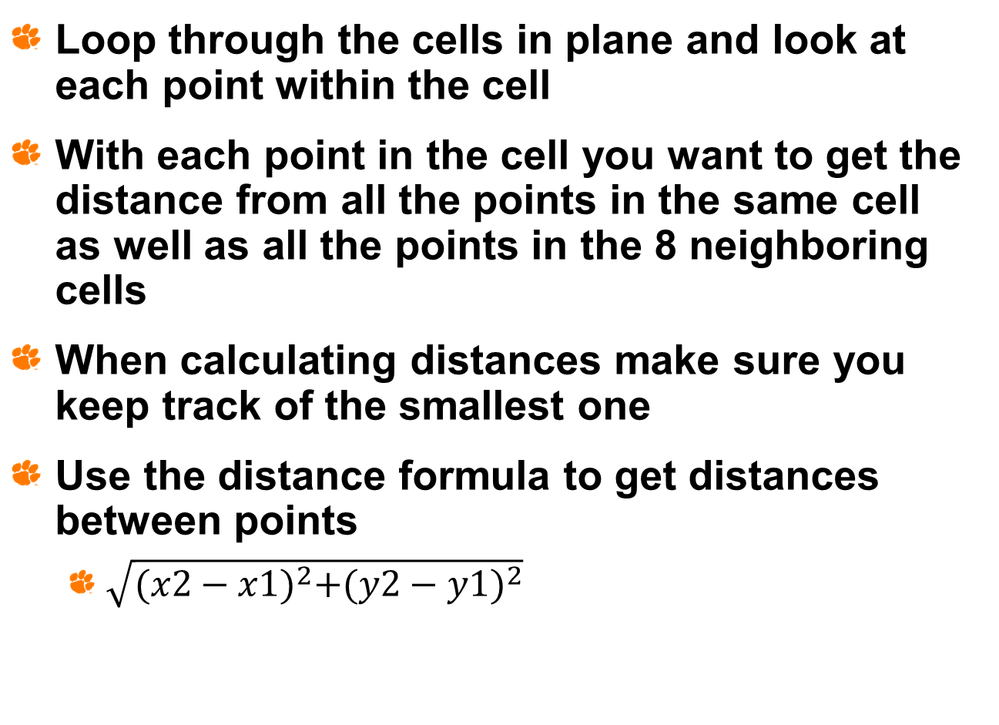 Loop through the cells in plane and look at
each point within the cell
With each point in the cell you want to get the
distance from all the points in the same cell
as well as all the points in the 8 neighboring
cells
When calculating distances make sure you
keep track of the smallest one
Use the distance formula to get distances
between points
√(x2 − x1)²+(y2 − y1)²